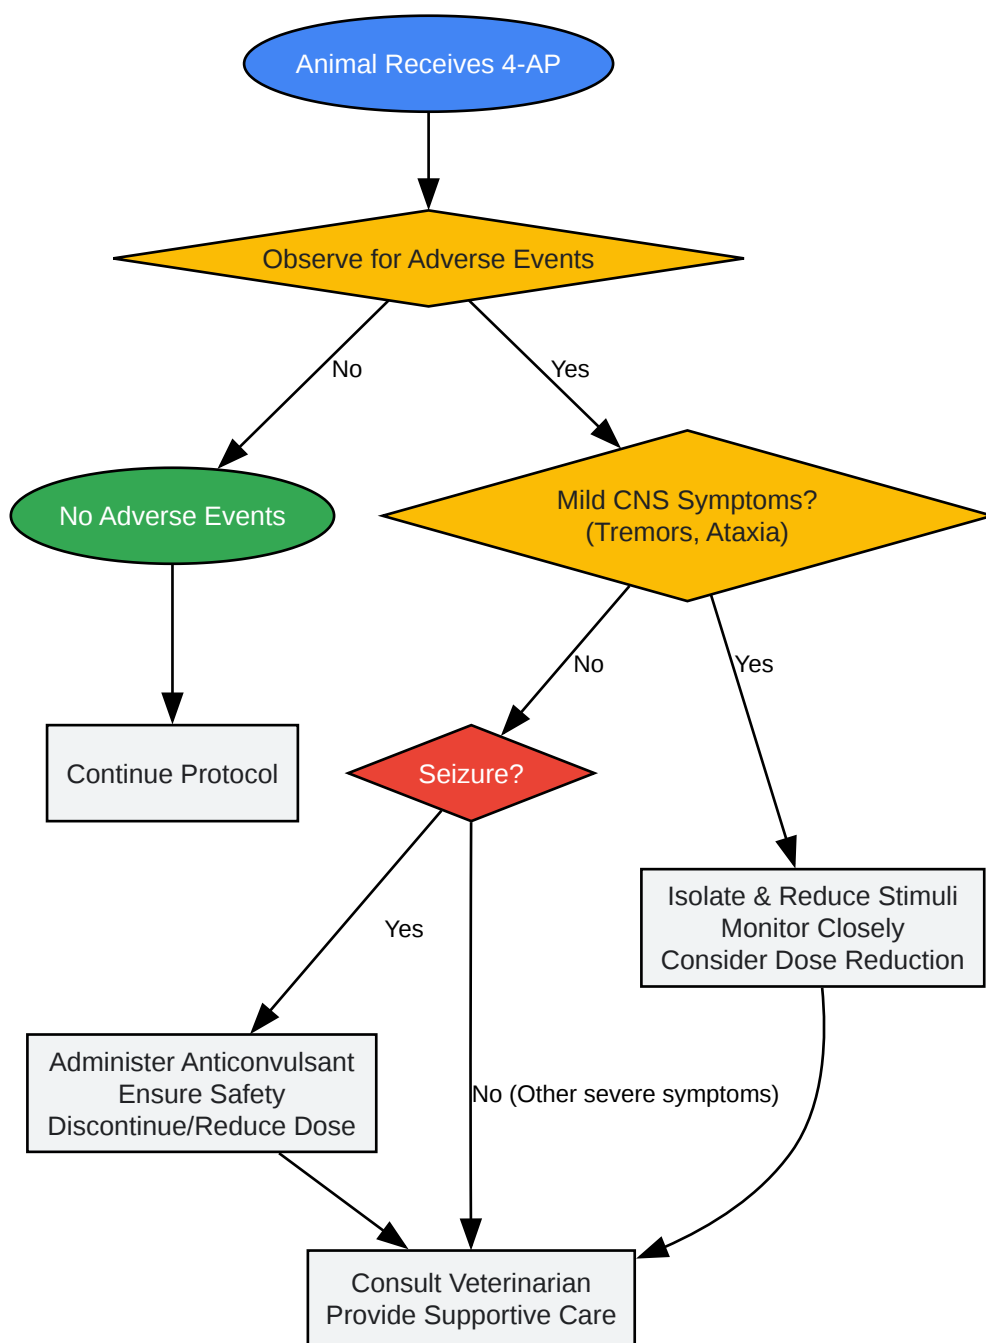 Animal Receives 4-AP
Observe for Adverse Events
No
Yes
No Adverse Events
Mild CNS Symptoms?
(Tremors, Ataxia)
No
Yes
Continue Protocol
Seizure?
Isolate & Reduce Stimuli
Monitor Closely
Consider Dose Reduction
Yes
Administer Anticonvulsant
Ensure Safety
Discontinue/Reduce Dose
No (Other severe symptoms)
Consult Veterinarian
Provide Supportive Care